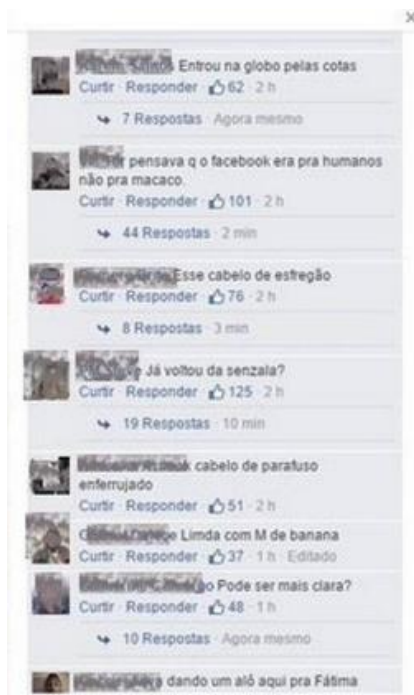 Entrou na globo pelas cotas
Curtir · Responder · 62 · 2 h
7 Respostas · Agora mesmo
pensava q o facebook era pra humanos
não pra macaco.
Curtir · Responder · 101 · 2 h
44 Respostas · 2 min
Esse cabelo de esfregão
Curtir · Responder · 76 · 2 h
8 Respostas · 3 min
Já voltou da senzala?
Curtir · Responder · 125 · 2 h
19 Respostas · 10 min
cabelo de parafuso
enferrujado
Curtir · Responder · 51 · 2 h
Limda com M de banana
Curtir · Responder · 37 · 1 h · Editado
Pode ser mais clara?
Curtir · Responder · 48 · 1 h
10 Respostas · Agora mesmo
dando um alô aqui pra Fátima